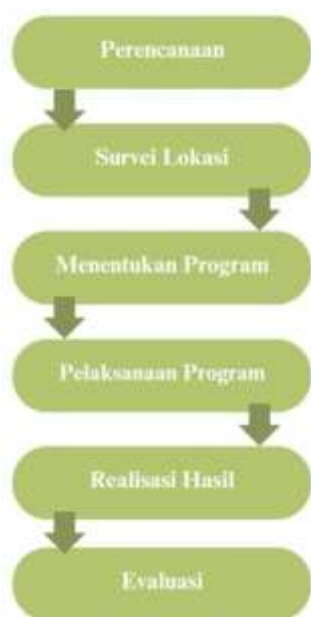 Perencanaan
Survei Lokasi
Menentukan Program
Pelaksanaan Program
Realisasi Hasil
Evaluasi